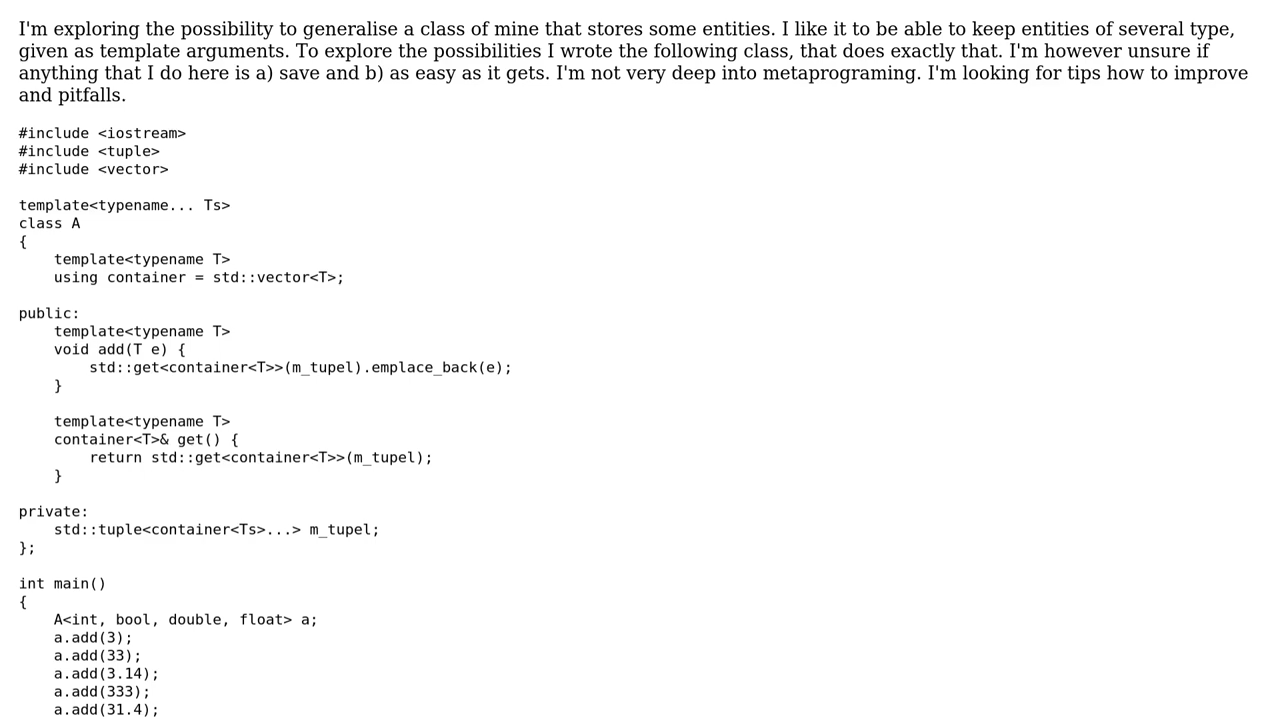 I'm exploring the possibility to generalise a class of mine that stores some entities. I like it to be able to keep entities of several type,
given as template arguments. To explore the possibilities I wrote the following class, that does exactly that. I'm however unsure if
anything that I do here is a) save and b) as easy as it gets. I'm not very deep into metaprograming. I'm looking for tips how to improve
and pitfalls.
#include <iostream>
#include <tuple>
#include <vector>
template<typename... Ts>
class A
{
    template<typename T>
    using container = std::vector<T>;
public:
    template<typename T>
    void add(T e) {
        std::get<container<T>>(m_tupel).emplace_back(e);
    }
    template<typename T>
    container<T>& get() {
        return std::get<container<T>>(m_tupel);
    }
private:
    std::tuple<container<Ts>...> m_tupel;
};
int main()
{
    A<int, bool, double, float> a;
    a.add(3);
    a.add(33);
    a.add(3.14);
    a.add(333);
    a.add(31.4);